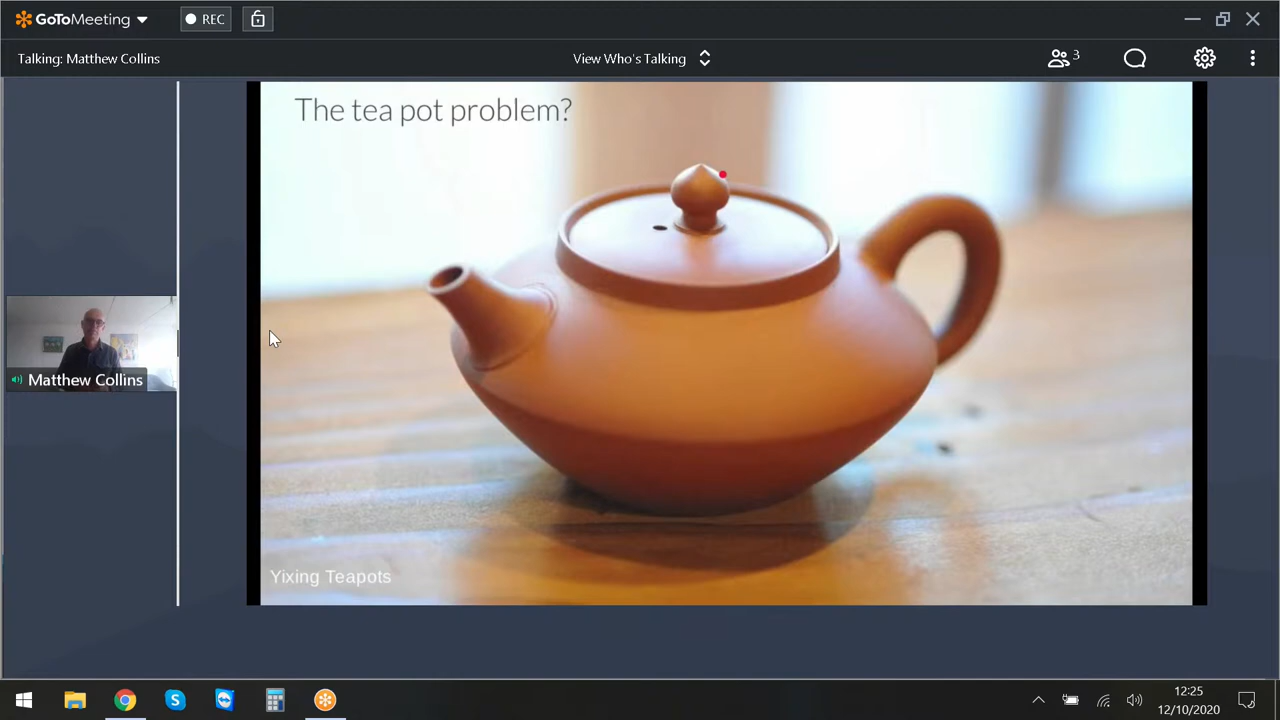 GoToMeeting
REC
Talking: Matthew Collins
View Who's Talking
3
The tea pot problem?
Matthew Collins
Yixing Teapots
12:25
12/10/2020